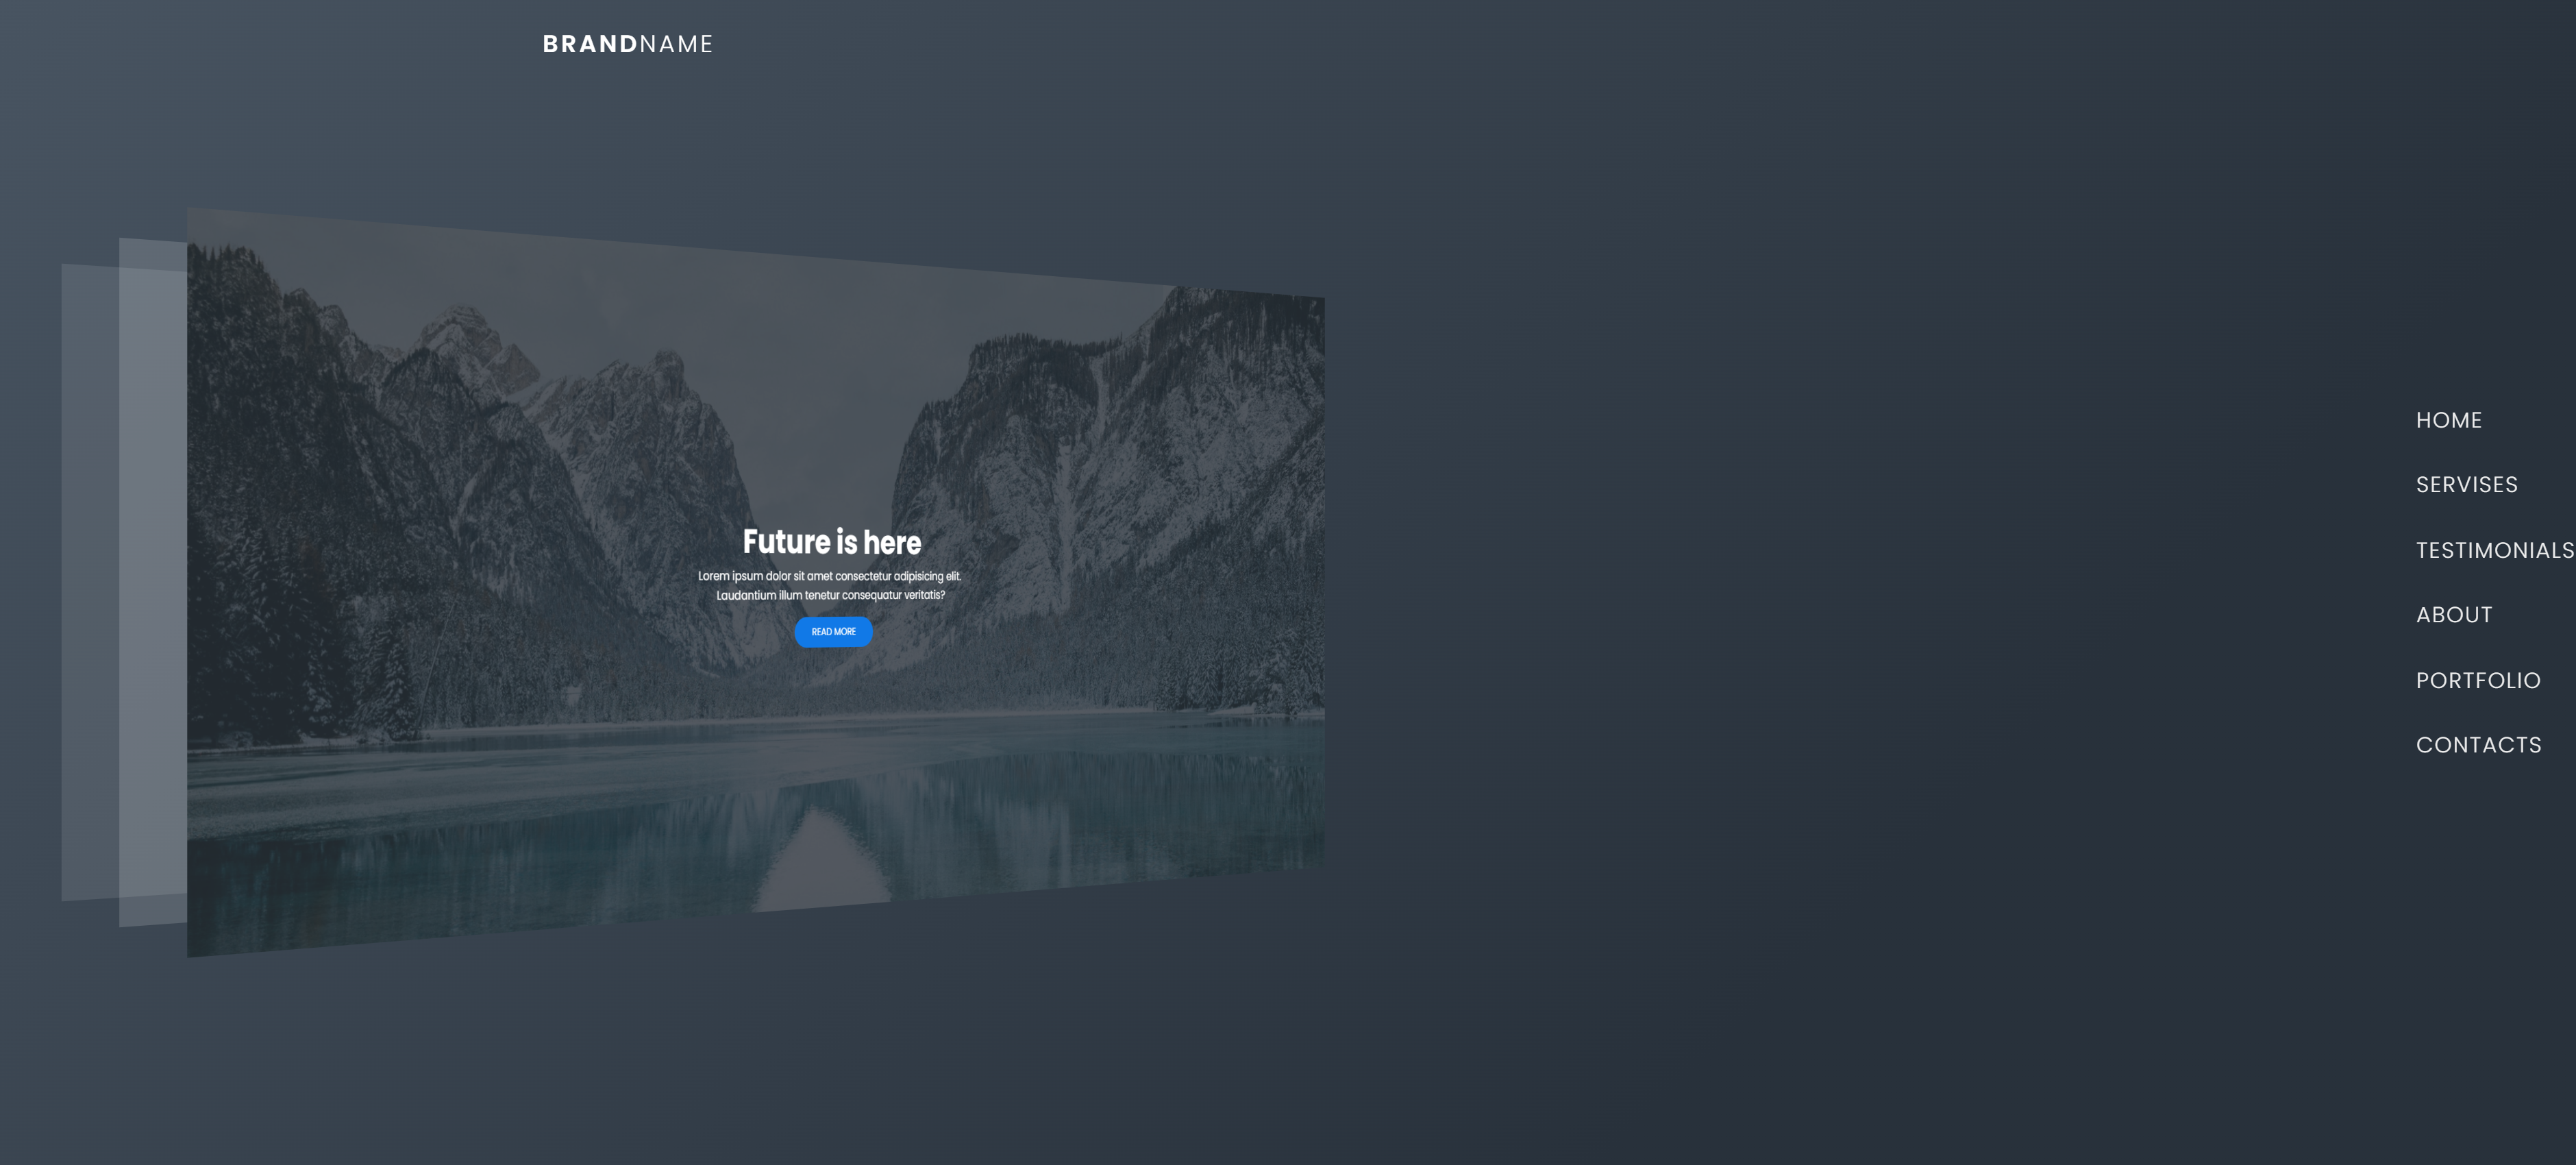 BRANDNAME
Future is here
Lorem ipsum dolor sit amet consectetur adipisicing elit.
Laudantium illum tenetur consequatur veritatis?
READ MORE
HOME
SERVISES
TESTIMONIALS
ABOUT
PORTFOLIO
CONTACTS